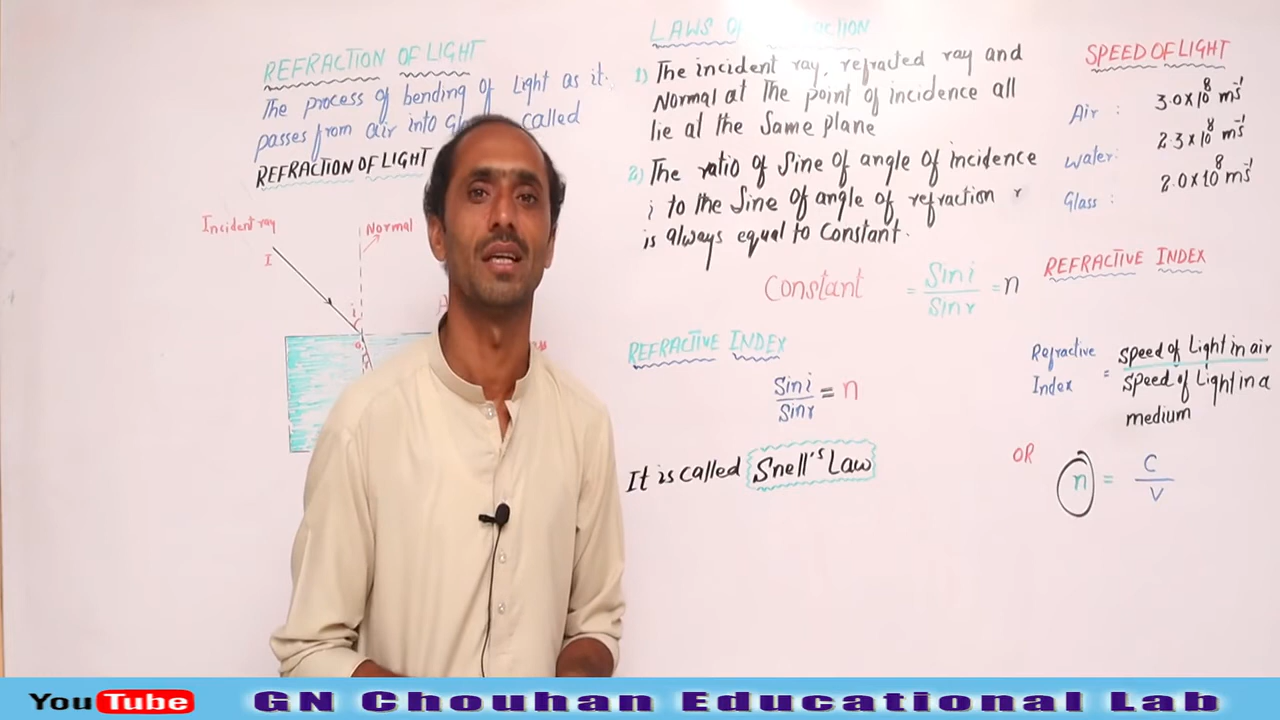 REFRACTION OF LIGHT
The process of bending of Light as it
passes from air into called
REFRACTION OF LIGHT
Incident ray
I
Normal
i
LAWS OF
1) The incident ray, refracted ray and
Normal at The point of incidence all
lie at the Same plane
2) The ratio of Sine of angle of incidence
i to the Sine of angle of refraction r
is always equal to Constant.
Constant = Sin i / Sin r = n
REFRACTIVE INDEX
Sin i / Sin r = n
It is called Snell's Law
SPEED OF LIGHT
Air : 3.0×10⁸ ms⁻¹
Water: 2.3×10⁸ ms⁻¹
Glass : 2.0×10⁸ ms⁻¹
REFRACTIVE INDEX
Refractive Index = Speed of Light in air / Speed of Light in a medium
OR
n = C / V
YouTube GN Chouhan Educational Lab